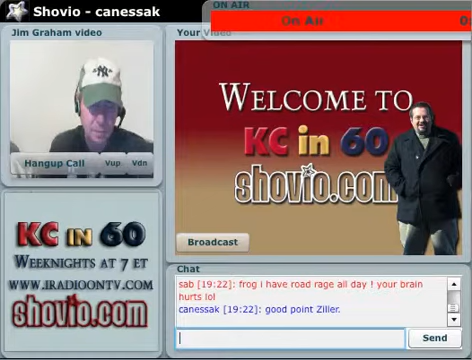 Shovio - canessak
ON AIR
On Air
Jim Graham video
Your Video
Hangup Call
Vup
Vdn
WELCOME TO
KC IN 60
shovio.com
Broadcast
KC IN 60
WEEKNIGHTS AT 7 ET
WWW.IRADIOONTV.COM
shovio.com
Chat
sab [19:22]: frog i have road rage all day ! your brain
hurts lol
canessak [19:22]: good point Ziller.
Send